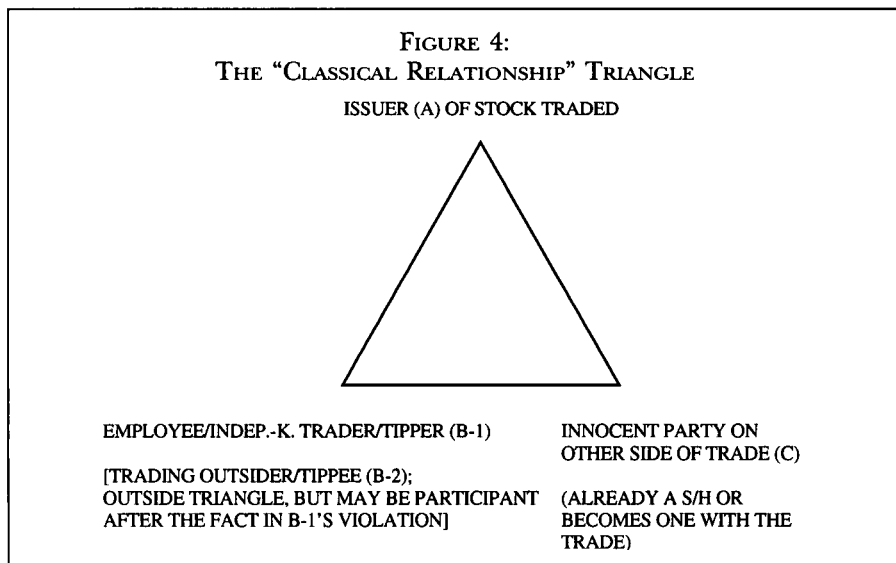 FIGURE 4:
THE “CLASSICAL RELATIONSHIP” TRIANGLE
ISSUER (A) OF STOCK TRADED
EMPLOYEE/INDEP.-K. TRADER/TIPPER (B-1)
[TRADING OUTSIDER/TIPPEE (B-2);
OUTSIDE TRIANGLE, BUT MAY BE PARTICIPANT
AFTER THE FACT IN B-1'S VIOLATION]
INNOCENT PARTY ON
OTHER SIDE OF TRADE (C)
(ALREADY A S/H OR
BECOMES ONE WITH THE
TRADE)